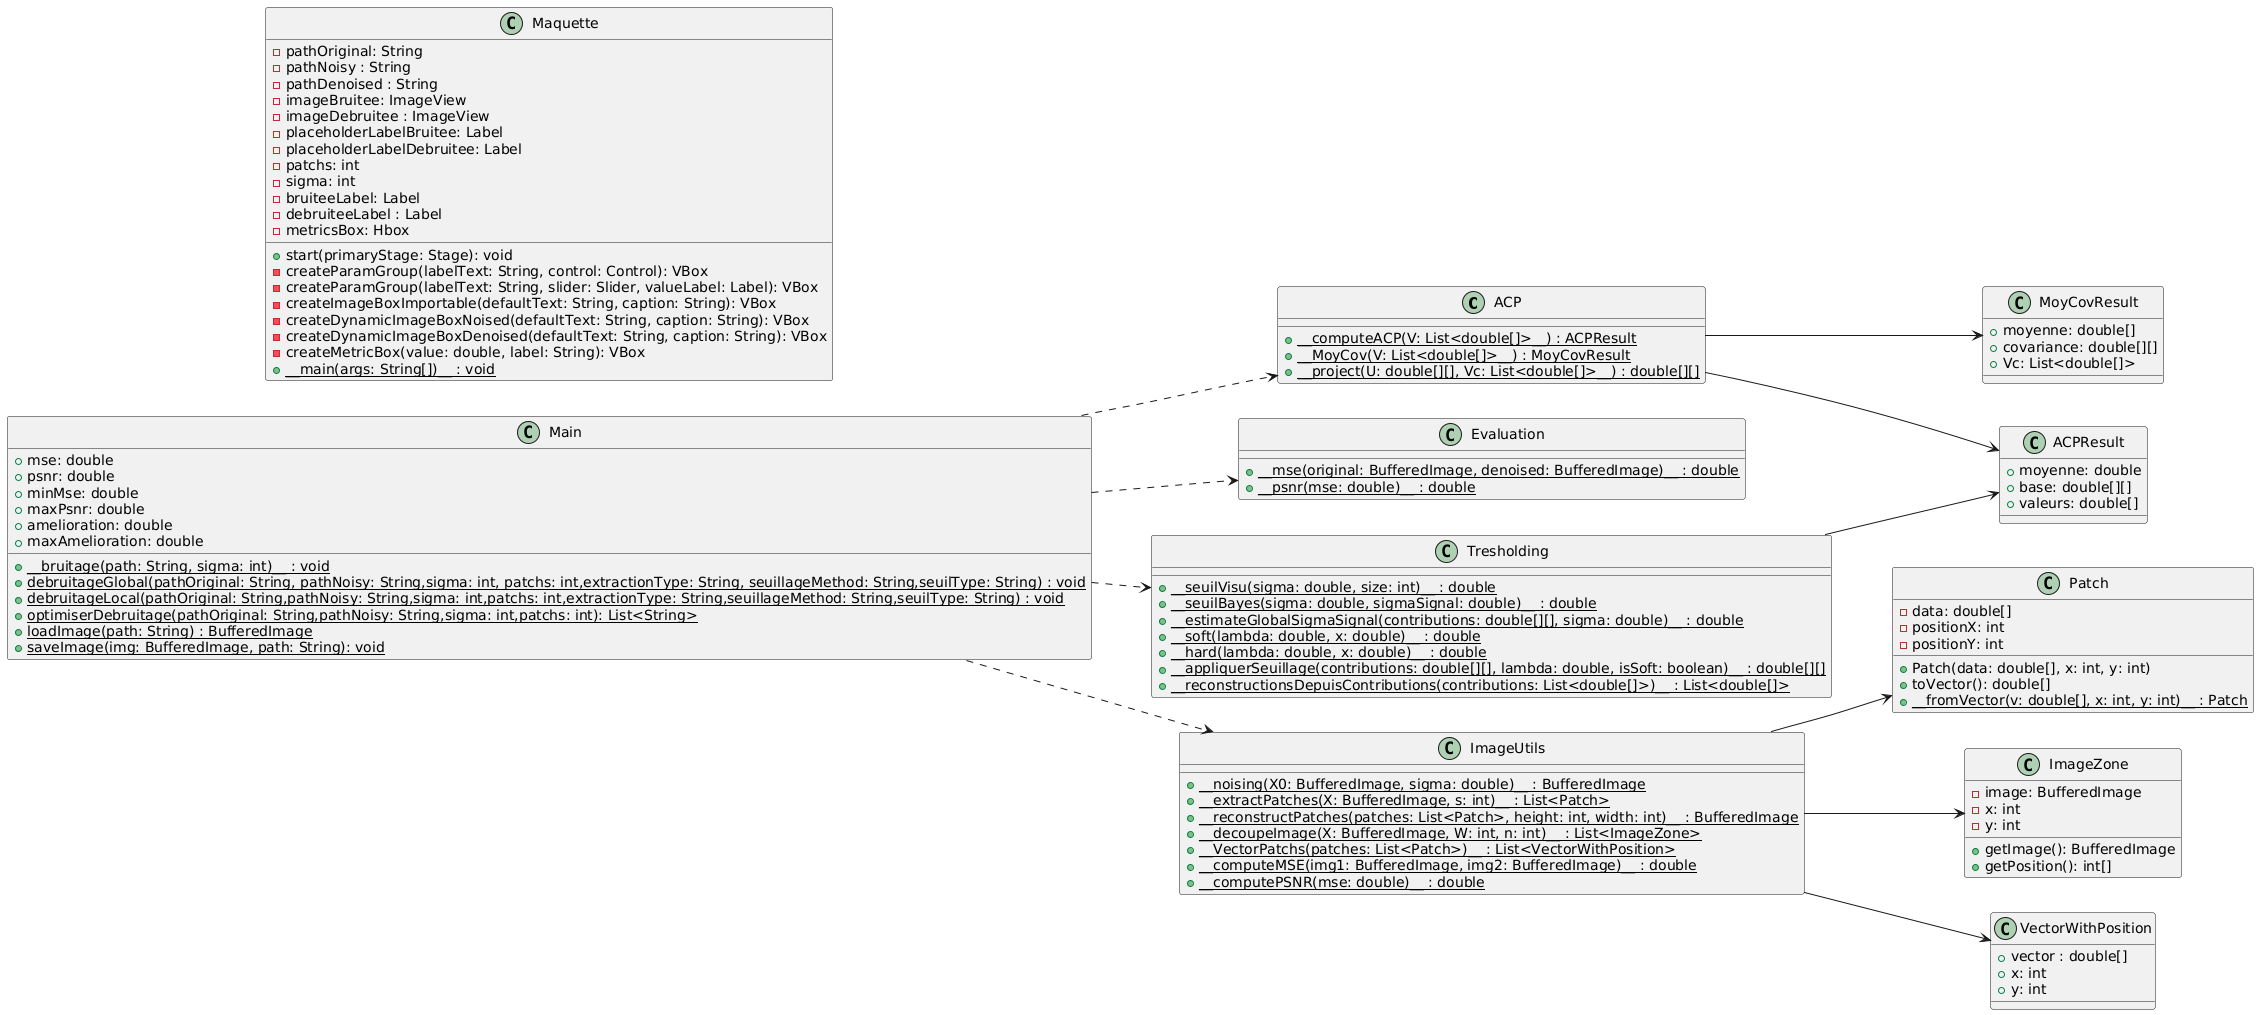 C Maquette
pathOriginal: String
pathNoisy : String
pathDenoised : String
imageBruitee: ImageView
imageDebruitee : ImageView
placeholderLabelBruitee: Label
placeholderLabelDebruitee: Label
patchs: int
sigma: int
bruiteeLabel: Label
debruiteeLabel : Label
metricsBox: Hbox
start(primaryStage: Stage): void
createParamGroup(labelText: String, control: Control): VBox
createParamGroup(labelText: String, slider: Slider, valueLabel: Label): VBox
createImageBoxImportable(defaultText: String, caption: String): VBox
createDynamicImageBoxNoised(defaultText: String, caption: String): VBox
createDynamicImageBoxDenoised(defaultText: String, caption: String): VBox
createMetricBox(value: double, label: String): VBox
__main(args: String[])__ : void
C Main
mse: double
psnr: double
minMse: double
maxPsnr: double
amelioration: double
maxAmelioration: double
__bruitage(path: String, sigma: int)__ : void
debruitageGlobal(pathOriginal: String, pathNoisy: String,sigma: int, patchs: int,extractionType: String, seuillageMethod: String,seuilType: String) : void
debruitageLocal(pathOriginal: String,pathNoisy: String,sigma: int,patchs: int,extractionType: String,seuillageMethod: String,seuilType: String) : void
optimiserDebruitage(pathOriginal: String,pathNoisy: String,sigma: int,patchs: int): List<String>
loadImage(path: String) : BufferedImage
saveImage(img: BufferedImage, path: String): void
C ACP
__computeACP(V: List<double[]>__) : ACPResult
__MoyCov(V: List<double[]>__) : MoyCovResult
__project(U: double[][], Vc: List<double[]>__) : double[][]
C Evaluation
__mse(original: BufferedImage, denoised: BufferedImage)__ : double
__psnr(mse: double)__ : double
C Tresholding
__seuilVisu(sigma: double, size: int)__ : double
__seuilBayes(sigma: double, sigmaSignal: double)__ : double
__estimateGlobalSigmaSignal(contributions: double[][], sigma: double)__ : double
__soft(lambda: double, x: double)__ : double
__hard(lambda: double, x: double)__ : double
__appliquerSeuillage(contributions: double[][], lambda: double, isSoft: boolean)__ : double[][]
__reconstructionsDepuisContributions(contributions: List<double[]>)__ : List<double[]>
C ImageUtils
__noising(X0: BufferedImage, sigma: double)__ : BufferedImage
__extractPatches(X: BufferedImage, s: int)__ : List<Patch>
__reconstructPatches(patches: List<Patch>, height: int, width: int)__ : BufferedImage
__decoupeImage(X: BufferedImage, W: int, n: int)__ : List<ImageZone>
__VectorPatchs(patches: List<Patch>)__ : List<VectorWithPosition>
__computeMSE(img1: BufferedImage, img2: BufferedImage)__ : double
__computePSNR(mse: double)__ : double
C MoyCovResult
moyenne: double[]
covariance: double[][]
Vc: List<double[]>
C ACPResult
moyenne: double
base: double[][]
valeurs: double[]
C Patch
data: double[]
positionX: int
positionY: int
Patch(data: double[], x: int, y: int)
toVector(): double[]
__fromVector(v: double[], x: int, y: int)__ : Patch
C ImageZone
image: BufferedImage
x: int
y: int
getImage(): BufferedImage
getPosition(): int[]
C VectorWithPosition
vector : double[]
x: int
y: int